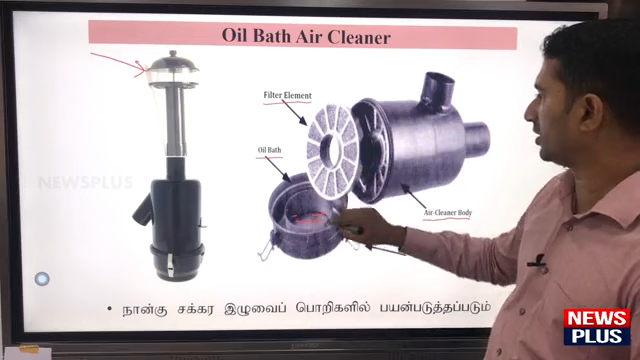 Oil Bath Air Cleaner
Filter Element
Oil Bath
Air-Cleaner Body
NEWSPLUS
• நான்கு சக்கர இழுவைப் பொறிகளில் பயன்படுத்தப்படும்
NEWS
PLUS